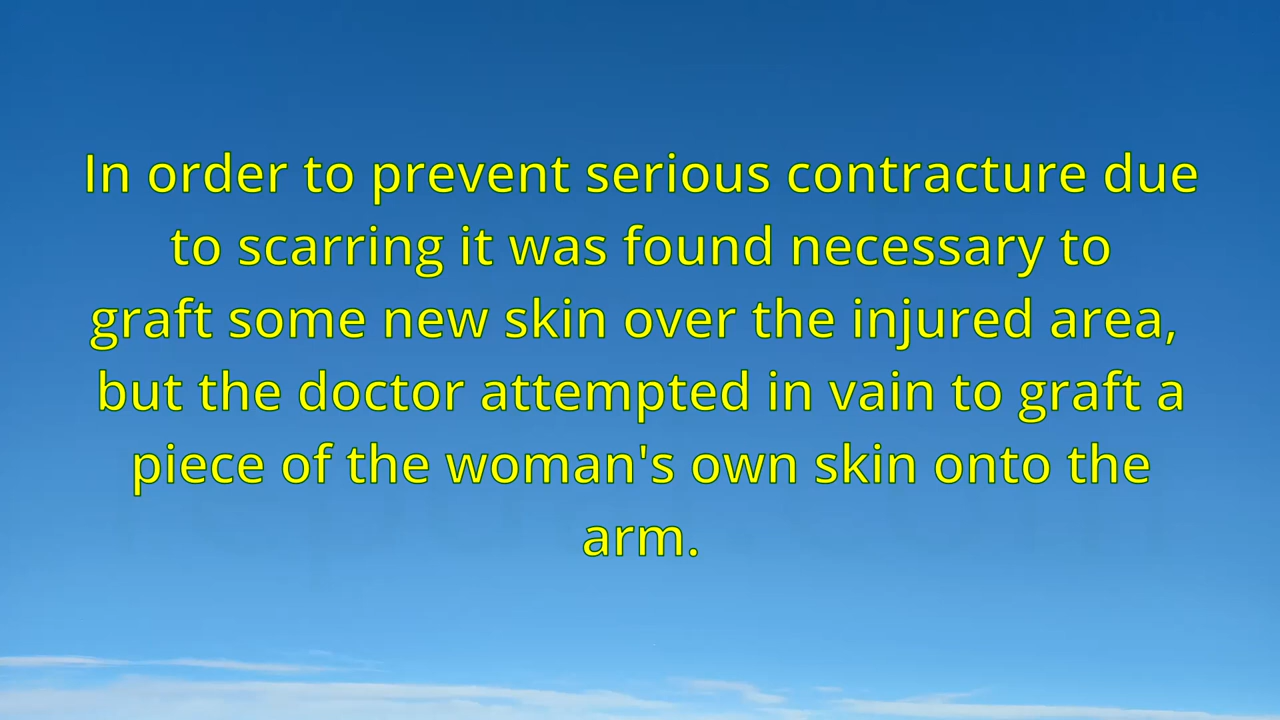 In order to prevent serious contracture due
to scarring it was found necessary to
graft some new skin over the injured area,
but the doctor attempted in vain to graft a
piece of the woman's own skin onto the
arm.